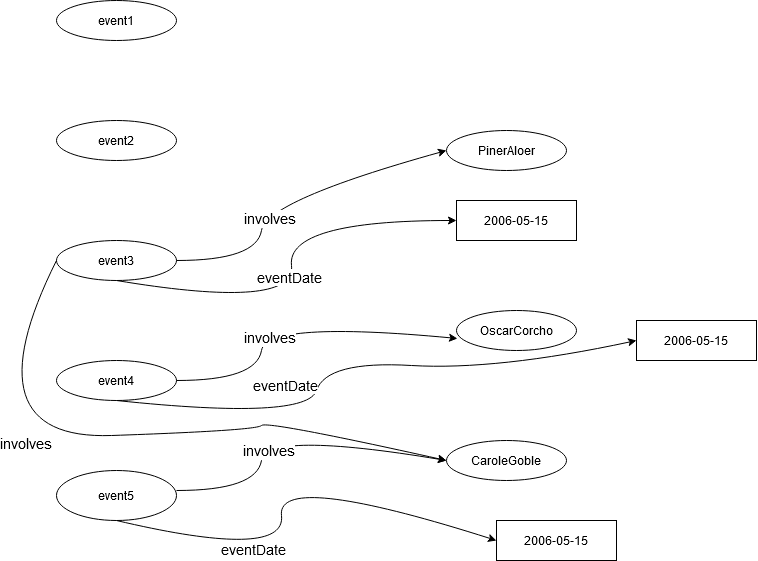 event1
event2
PinerAloer
involves
2006-05-15
event3
eventDate
OscarCorcho
involves
2006-05-15
event4
eventDate
involves
involves
CaroleGoble
event5
2006-05-15
eventDate